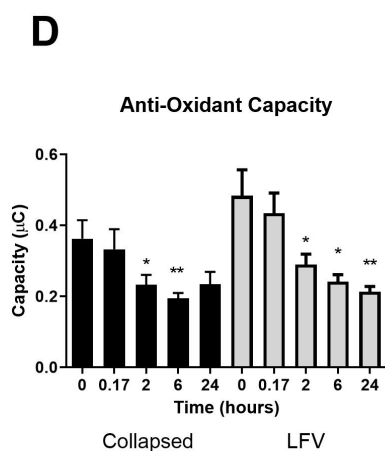 D
Anti-Oxidant Capacity
Capacity (µC)
0.6
0.4
0.2
0.0
* ** * * **
0 0.17 2 6 24 0 0.17 2 6 24
Time (hours)
Collapsed LFV